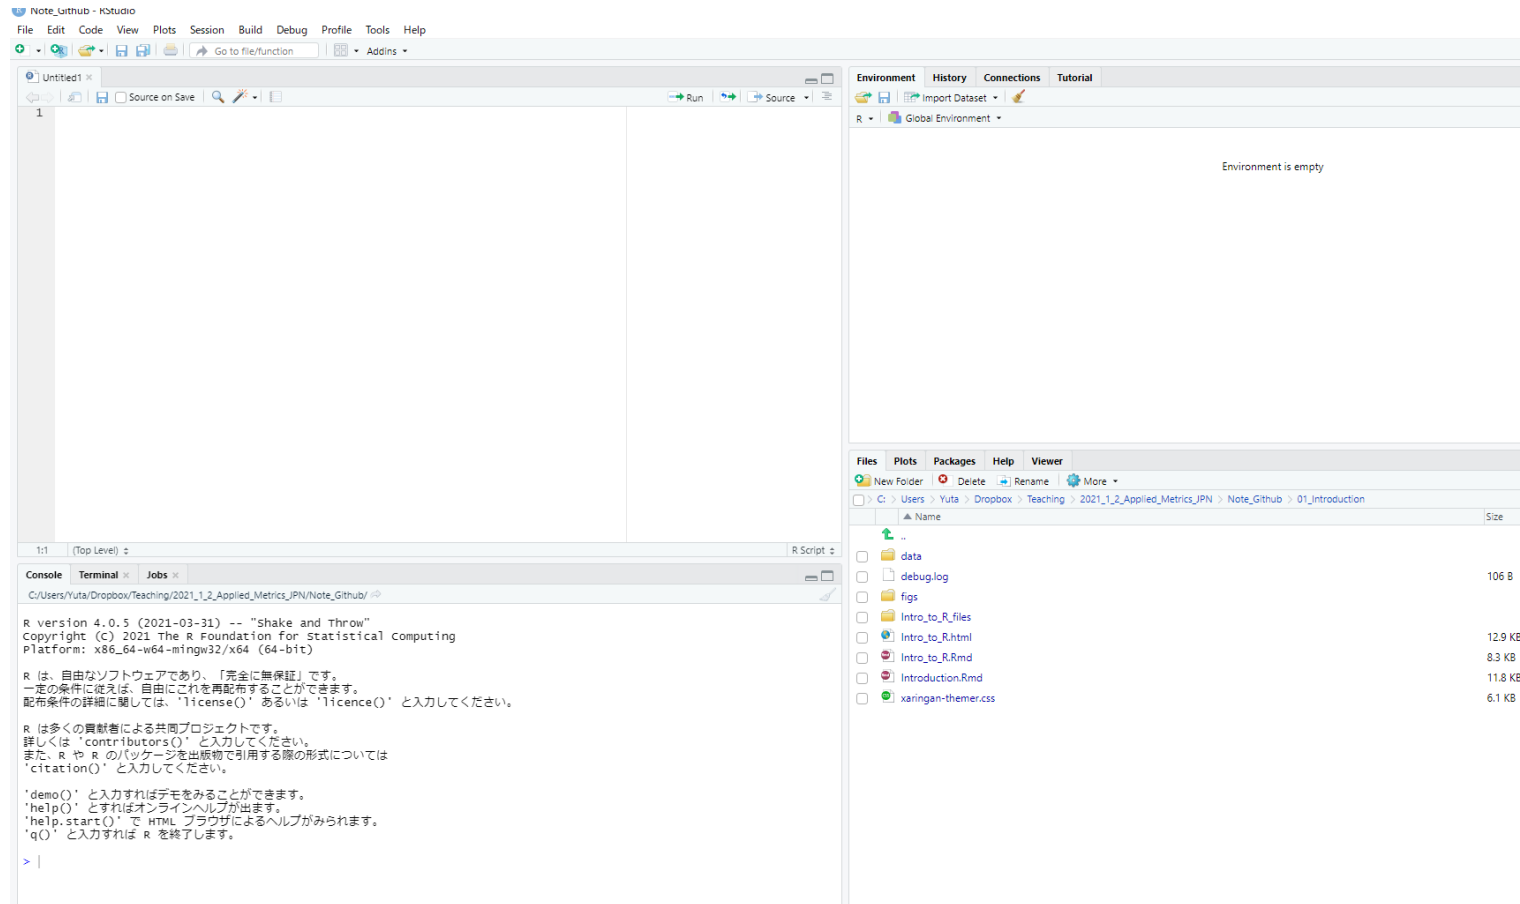 Note_Github - RStudio
File Edit Code View Plots Session Build Debug Profile Tools Help
Go to file/function Addins
Untitled1
Source on Save Run Source
1
1:1 (Top Level) R Script
Console Terminal Jobs
C:/Users/Yuta/Dropbox/Teaching/2021_1_2_Applied_Metrics_JPN/Note_Github/
R version 4.0.5 (2021-03-31) -- "Shake and Throw"
Copyright (C) 2021 The R Foundation for Statistical Computing
Platform: x86_64-w64-mingw32/x64 (64-bit)
R は、自由なソフトウェアであり、「完全に無保証」です。
一定の条件に従えば、自由にこれを再配布することができます。
配布条件の詳細に関しては、'license()' あるいは 'licence()' と入力してください。
R は多くの貢献者による共同プロジェクトです。
詳しくは 'contributors()' と入力してください。
また、R や R のパッケージを出版物で引用する際の形式については
'citation()' と入力してください。
'demo()' と入力すればデモをみることができます。
'help()' とすればオンラインヘルプが出ます。
'help.start()' で HTML ブラウザによるヘルプがみられます。
'q()' と入力すれば R を終了します。
>
Environment History Connections Tutorial
Import Dataset
R Global Environment
Environment is empty
Files Plots Packages Help Viewer
New Folder Delete Rename More
C: > Users > Yuta > Dropbox > Teaching > 2021_1_2_Applied_Metrics_JPN > Note_Github > 01_Introduction
Name Size
..
data
debug.log 106 B
figs
Intro_to_R_files
Intro_to_R.html 12.9 KB
Intro_to_R.Rmd 8.3 KB
Introduction.Rmd 11.8 KB
xaringan-themer.css 6.1 KB